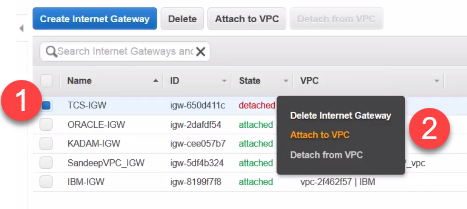 Create Internet Gateway Delete Attach to VPC Detach from VPC
Search Internet Gateways and
Name ID State VPC
1 TCS-IGW igw-650d411c detached
Delete Internet Gateway
ORACLE-IGW igw-2dafdf54 attached
Attach to VPC 2
KADAM-IGW igw-cee057b7 attached
Detach from VPC
SandeepVPC_IGW igw-5df4b324 attached _vpc
IBM-IGW igw-8199f7f8 attached vpc-2f462f57 | IBM